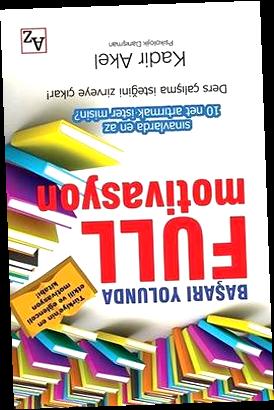 BAŞARI YOLUNDA
FULL
motivasyon
Türkiye'nin en
etkili ve eğlenceli
motivasyon
kitabı!
sınavlarda en az
10 net artırmak ister misin?
Ders çalışma isteğini zirveye çıkar!
Kadir Akel
Psikolojik Danışman
A
Z